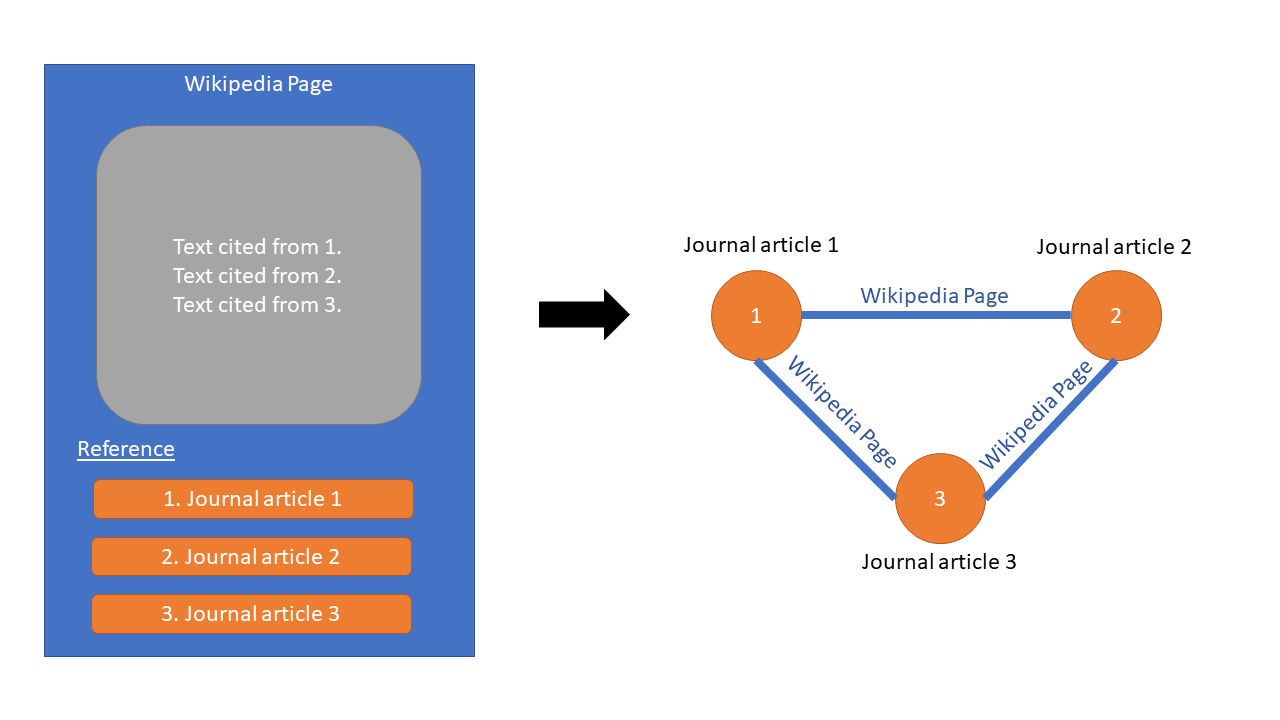 Wikipedia Page
Text cited from 1.
Text cited from 2.
Text cited from 3.
Reference
1. Journal article 1
2. Journal article 2
3. Journal article 3
Journal article 1
Journal article 2
1
Wikipedia Page
2
Wikipedia Page
Wikipedia Page
3
Journal article 3